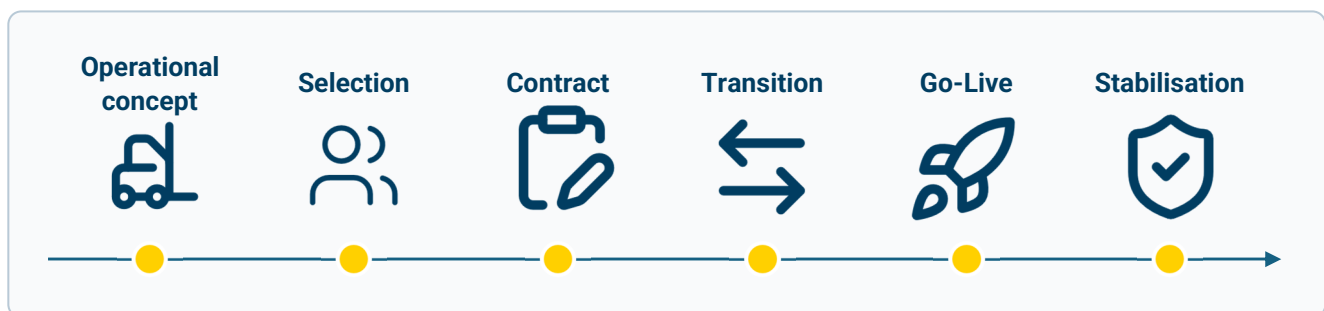 Operational
concept
Selection
Contract
Transition
Go-Live
Stabilisation